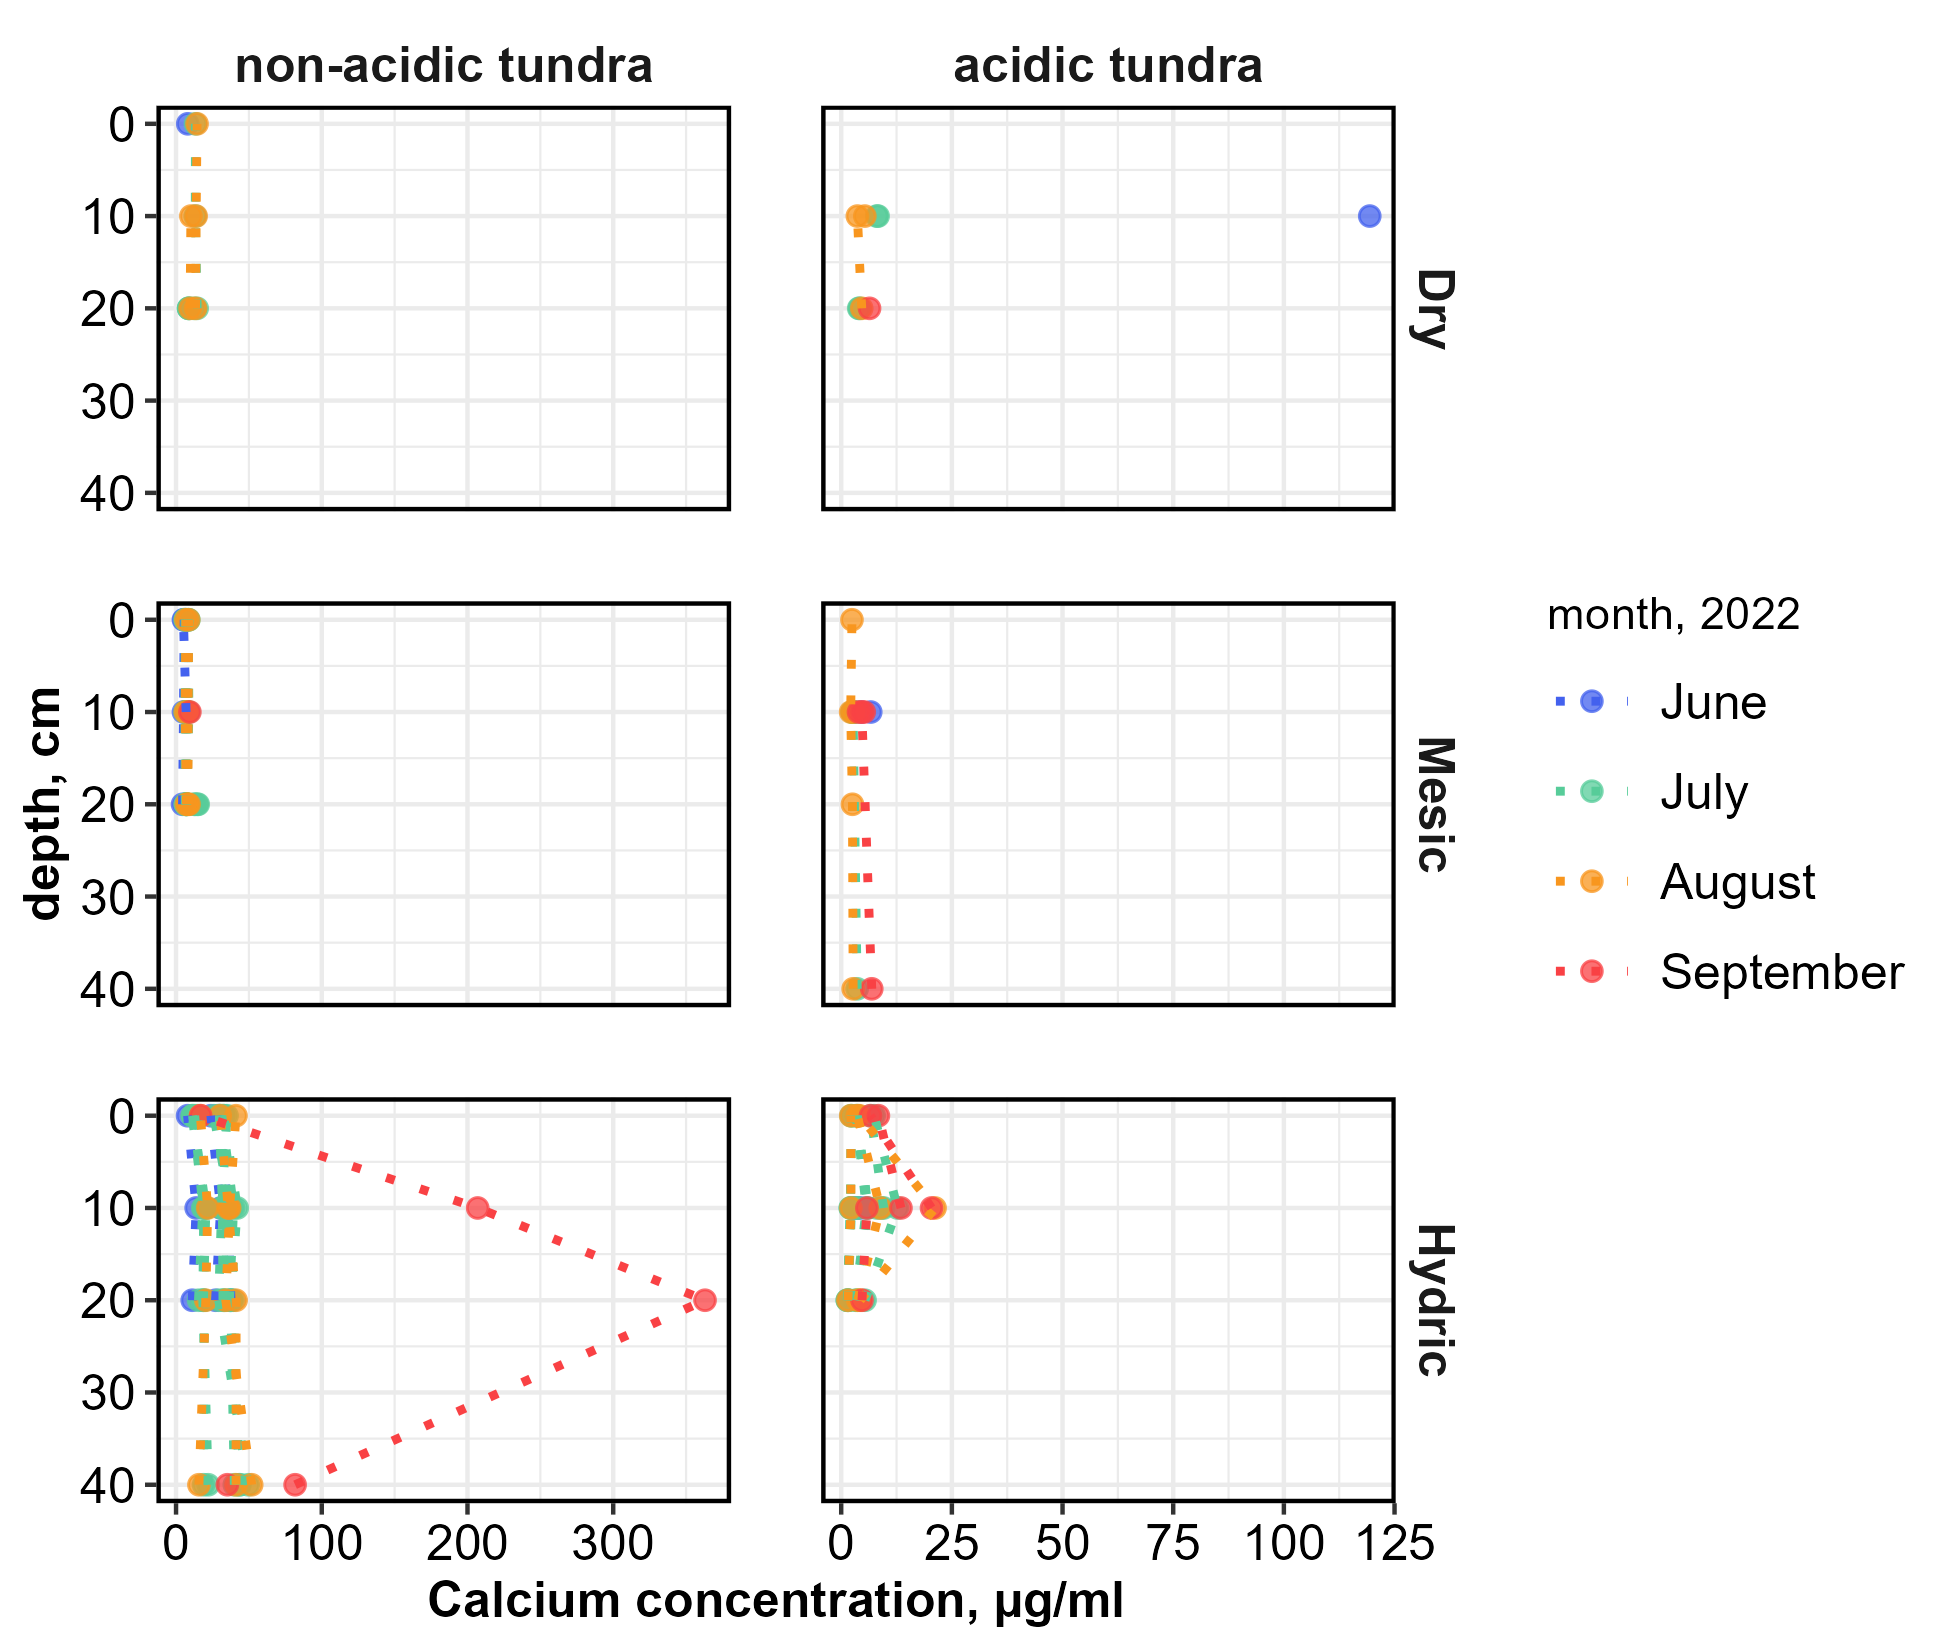 non-acidic tundra
acidic tundra
0
10
20
30
40
Dry
0
10
20
30
40
Mesic
depth, cm
month, 2022
June
July
August
September
0
10
20
30
40
Hydric
0
100
200
300
0
25
50
75
100
125
Calcium concentration, µg/ml